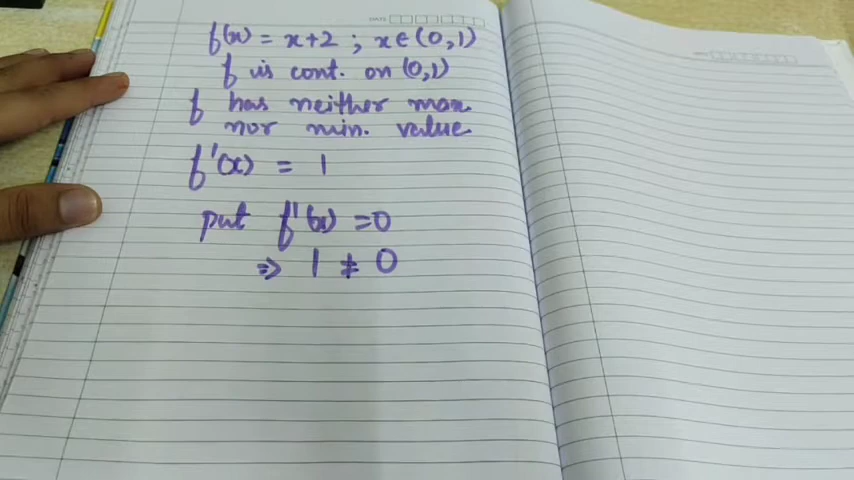 DATE
f(x) = x+2 ; x∈(0,1)
f is cont. on (0,1)
f has neither max
nor min. value
f'(x) = 1
put f'(x) =0
⇒ 1 ≠ 0